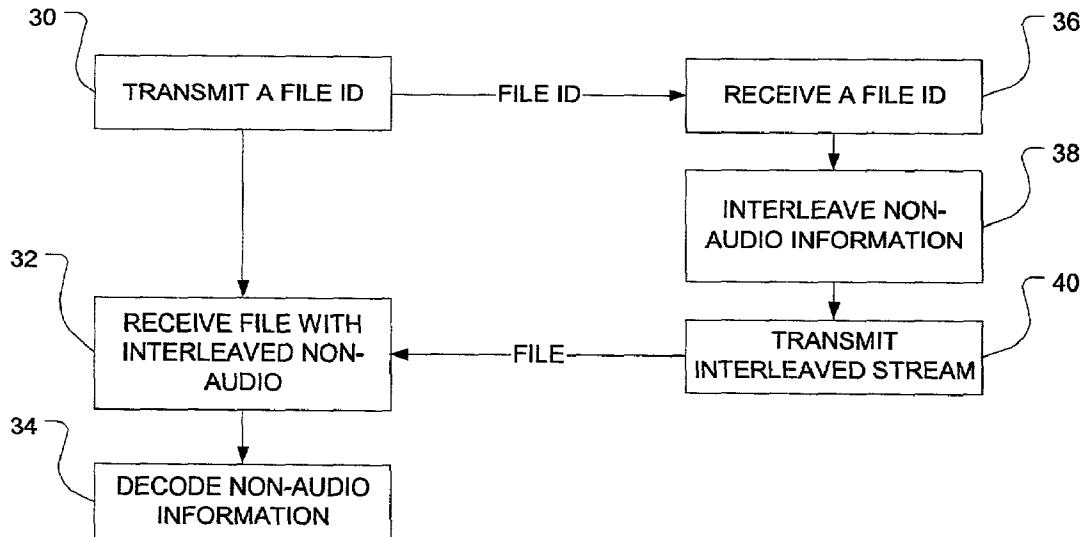 30
TRANSMIT A FILE ID
FILE ID
RECEIVE A FILE ID
36
38
INTERLEAVE NON-
AUDIO INFORMATION
32
RECEIVE FILE WITH
INTERLEAVED NON-
AUDIO
FILE
40
TRANSMIT
INTERLEAVED STREAM
34
DECODE NON-AUDIO
INFORMATION